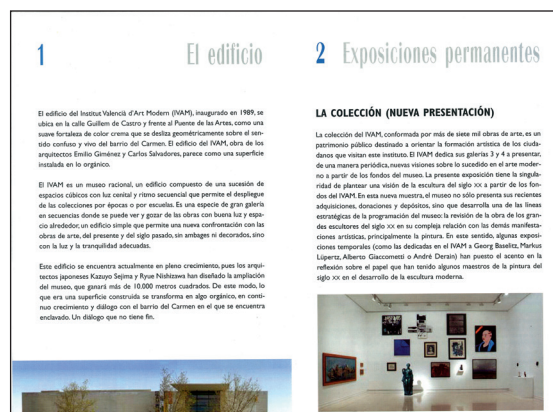 1 El edificio
El edificio del Institut Valencià d'Art Modern (IVAM), inaugurado en 1989, se
ubica en la calle Guillem de Castro y frente al Puente de las Artes, como una
suave fortaleza de color crema que se desliza geométricamente sobre el sen-
tido confuso y vivo del barrio del Carmen. El edificio del IVAM, obra de los
arquitectos Emilio Giménez y Carlos Salvadores, parece como una superficie
instalada en lo orgánico.
El IVAM es un museo racional, un edificio compuesto de una sucesión de
espacios cúbicos con luz cenital y ritmo secuencial que permite el despliegue
de las colecciones por épocas o por escuelas. Es una especie de gran galería
en secuencias donde se puede ver y gozar de las obras con buena luz y espa-
cio alrededor, un edificio simple que permite una nueva confrontación con las
obras de arte, del presente y del siglo pasado, sin ambages ni decorados, sino
con la luz y la tranquilidad adecuadas.
Este edificio se encuentra actualmente en pleno crecimiento, pues los arqui-
tectos japoneses Kazuyo Sejima y Ryue Nishizawa han diseñado la ampliación
del museo, que ganará más de 10.000 metros cuadrados. De este modo, lo
que era una superficie construida se transforma en algo orgánico, en conti-
nuo crecimiento y diálogo con el barrio del Carmen en el que se encuentra
enclavado. Un diálogo que no tiene fin.
2 Exposiciones permanentes
LA COLECCIÓN (NUEVA PRESENTACIÓN)
La colección del IVAM, conformada por más de siete mil obras de arte, es un
patrimonio público destinado a orientar la formación artística de los ciuda-
danos que visitan este instituto. El IVAM dedica sus galerías 3 y 4 a presentar,
de una manera periódica, nuevas visiones sobre lo sucedido en el arte moder-
no a partir de los fondos del museo. La presente exposición tiene la singula-
ridad de plantear una visión de la escultura del siglo XX a partir de los fon-
dos del IVAM. En esta nueva muestra, el museo no sólo presenta sus recientes
adquisiciones, donaciones y depósitos, sino que desarrolla una de las líneas
estratégicas de la programación del museo: la revisión de la obra de los gran-
des escultores del siglo XX en su compleja relación con las demás manifesta-
ciones artísticas, principalmente la pintura. En este sentido, algunas exposi-
ciones temporales (como las dedicadas en el IVAM a Georg Baselitz, Markus
Lüpertz, Alberto Giaccometti o André Derain) han puesto el acento en la
reflexión sobre el papel que han tenido algunos maestros de la pintura del
siglo XX en el desarrollo de la escultura moderna.